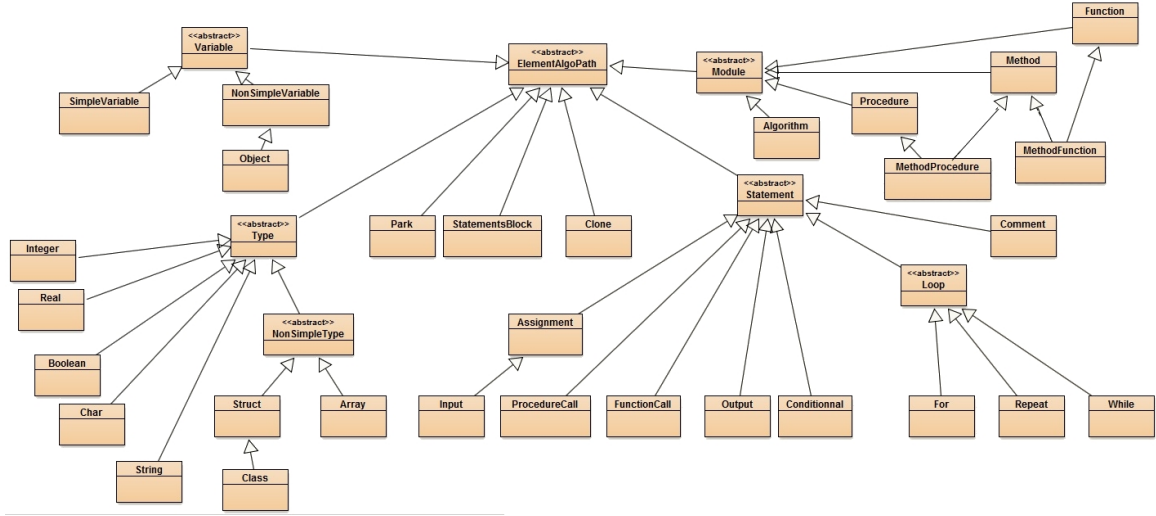 Function
<<abstract>>
Variable
<<abstract>>
ElementAlgoPath
<<abstract>>
Module
Method
SimpleVariable
NonSimpleVariable
Procedure
Algorithm
Object
MethodProcedure
MethodFunction
<<abstract>>
Statement
<<abstract>>
Type
Park
StatementsBlock
Clone
Comment
Integer
Real
<<abstract>>
Loop
<<abstract>>
NonSimpleType
Assignment
Boolean
Char
Struct
Array
Input
ProcedureCall
FunctionCall
Output
Conditionnal
For
Repeat
While
String
Class